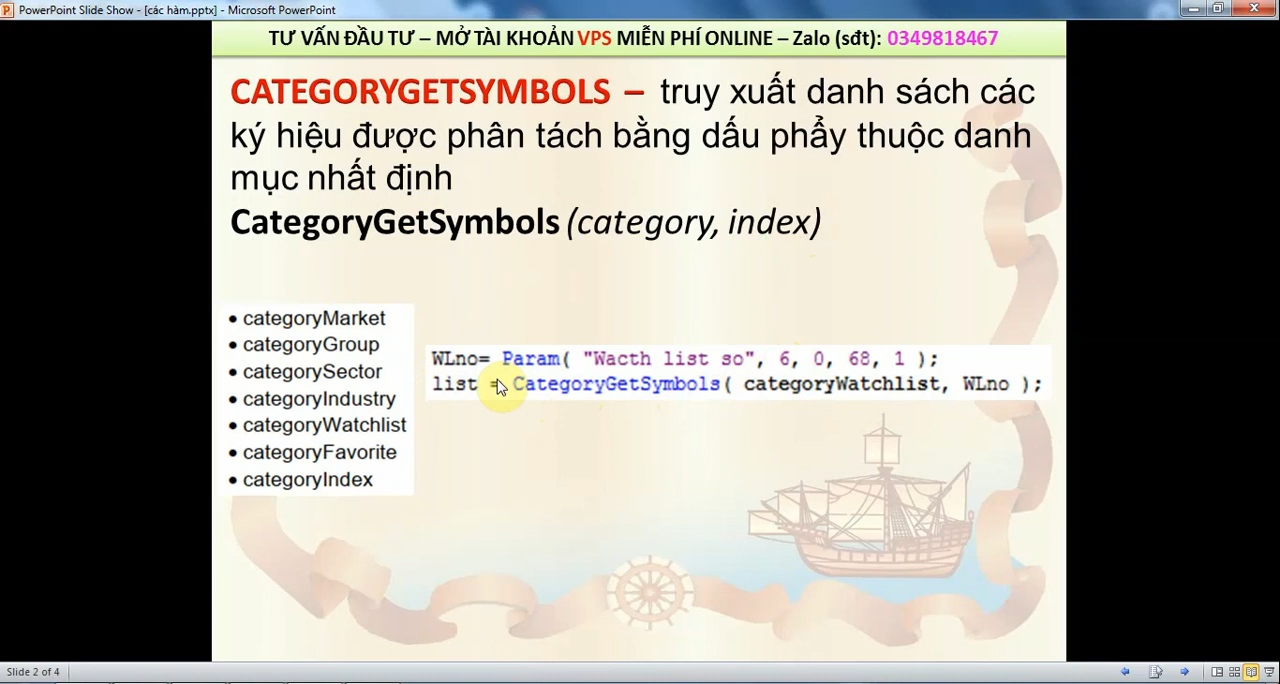 PowerPoint Slide Show - [các hàm.pptx] - Microsoft PowerPoint
TƯ VẤN ĐẦU TƯ – MỞ TÀI KHOẢN VPS MIỄN PHÍ ONLINE – Zalo (sđt): 0349818467
CATEGORYGETSYMBOLS – truy xuất danh sách các
ký hiệu được phân tách bằng dấu phẩy thuộc danh
mục nhất định
CategoryGetSymbols (category, index)
• categoryMarket
• categoryGroup
• categorySector
• categoryIndustry
• categoryWatchlist
• categoryFavorite
• categoryIndex
WLno= Param( "Wacth list so", 6, 0, 68, 1 );
list = CategoryGetSymbols( categoryWatchlist, WLno );
Slide 2 of 4